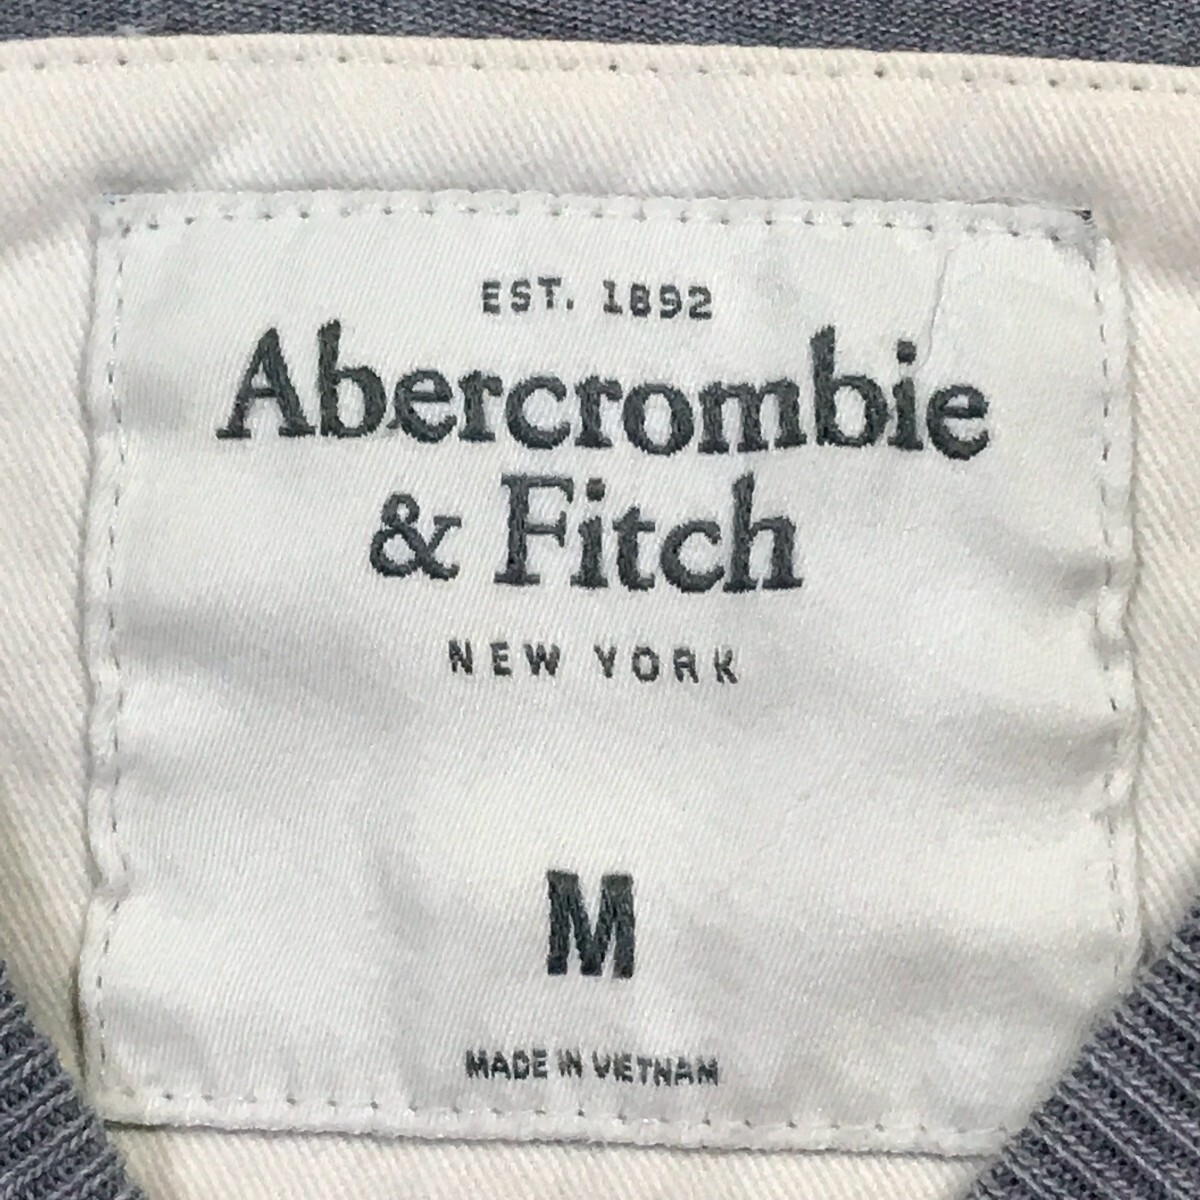 EST. 1892
Abercrombie
& Fitch
NEW YORK
M
MADE IN VIETNAM